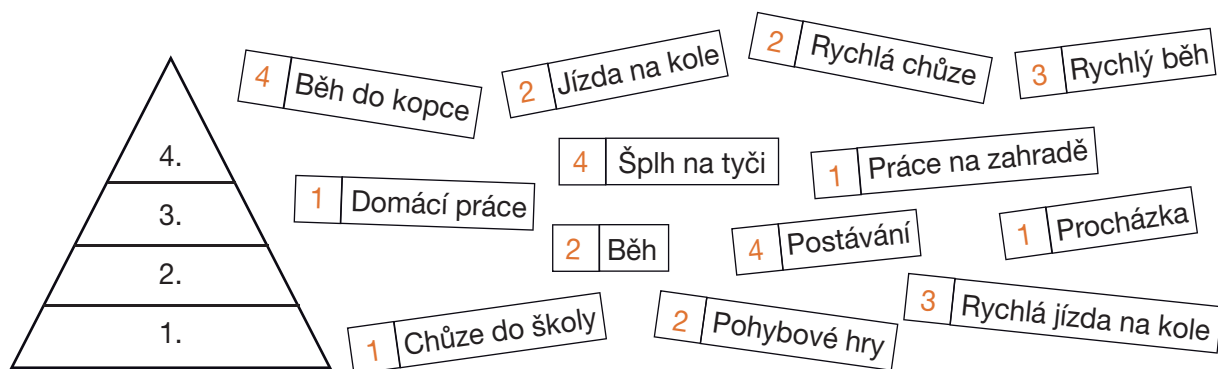 4.
3.
2.
1.
4 Běh do kopce
2 Jízda na kole
2 Rychlá chůze
3 Rychlý běh
4 Šplh na tyči
1 Práce na zahradě
1 Domácí práce
2 Běh
4 Postávání
1 Procházka
1 Chůze do školy
2 Pohybové hry
3 Rychlá jízda na kole